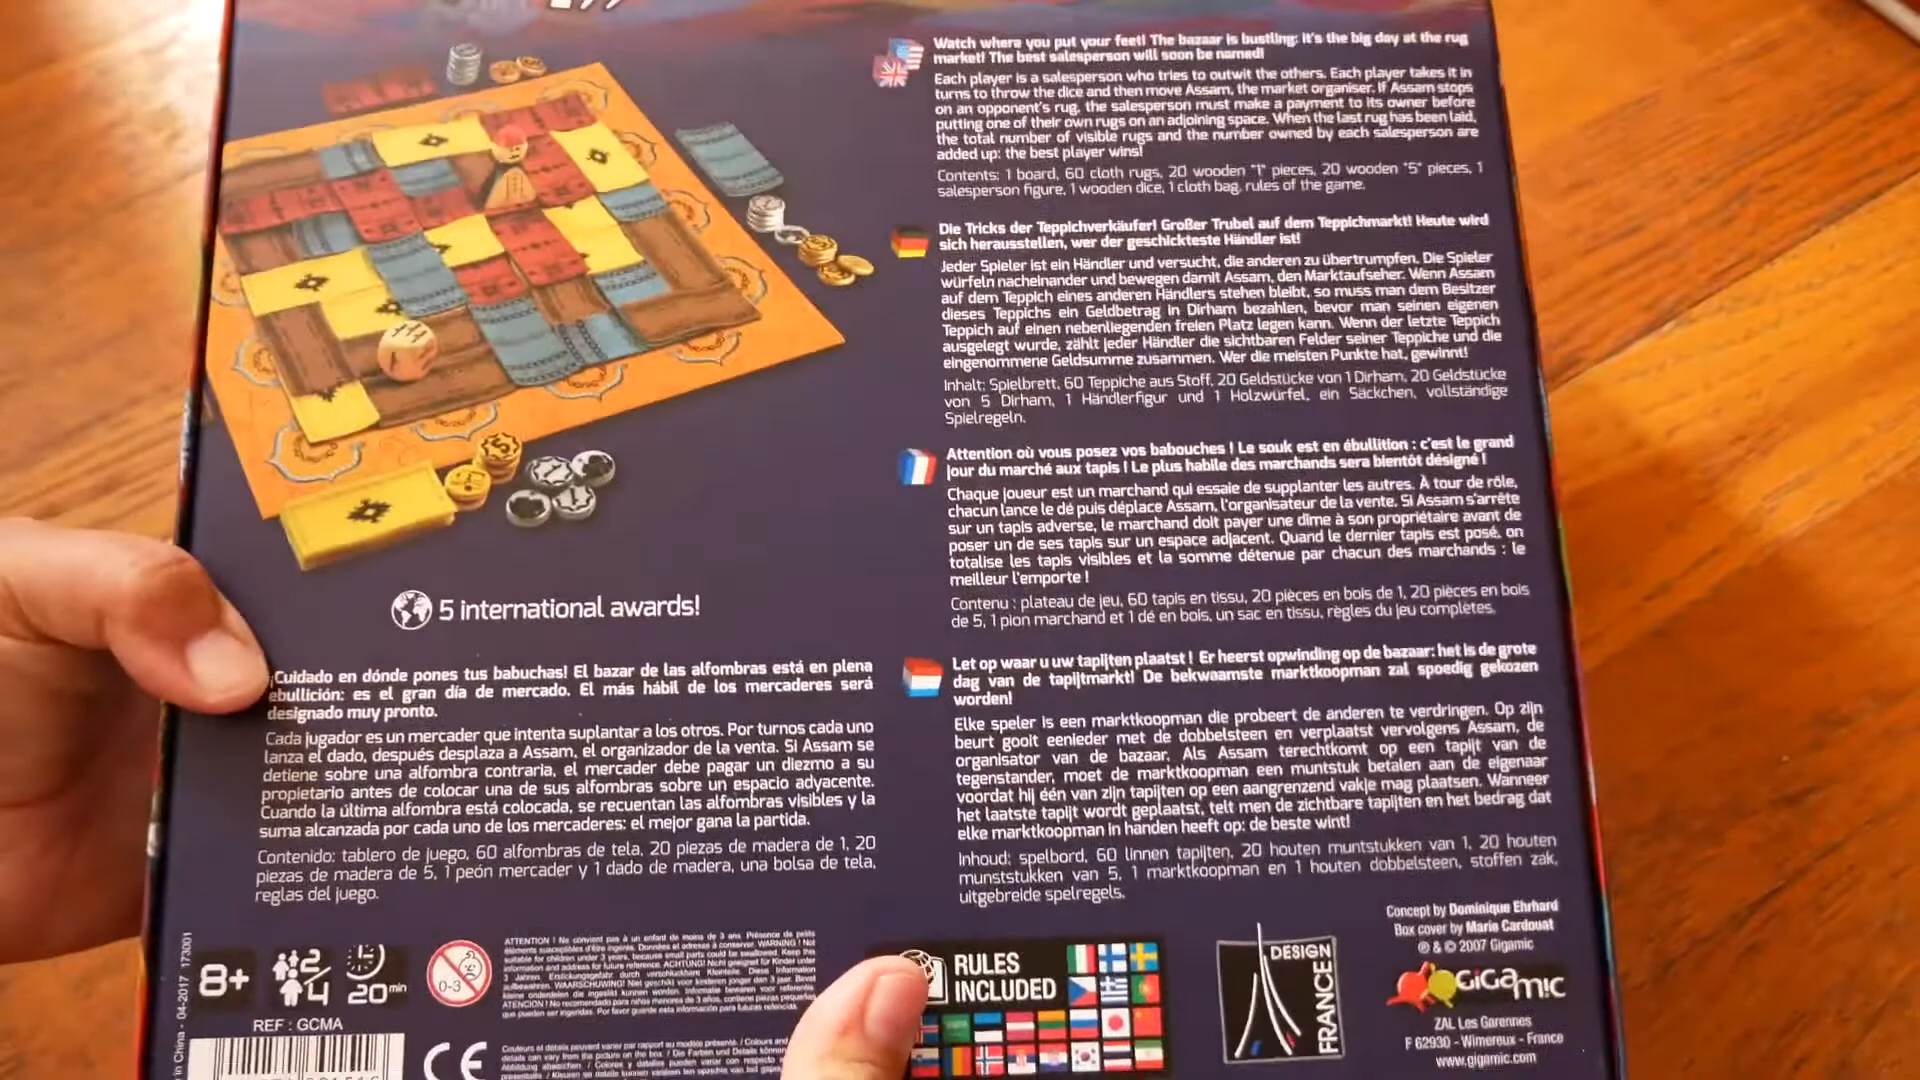 Watch where you put your feet! The bazaar is bustling: it's the big day at the rug
market! The best salesperson will soon be named!
Each player is a salesperson who tries to outwit the others. Each player takes it in
turns to throw the dice and then move Assam, the market organiser. If Assam stops
on an opponent's rug, the salesperson must make a payment to its owner before
putting one of their own rugs on an adjoining space. When the last rug has been laid,
the total number of visible rugs and the number owned by each salesperson are
added up: the best player wins!
Contents: 1 board, 60 cloth rugs, 20 wooden "1" pieces, 20 wooden "5" pieces, 1
salesperson figure, 1 wooden dice, 1 cloth bag, rules of the game.
Die Tricks der Teppichverkäufer! Großer Trubel auf dem Teppichmarkt! Heute wird
sich herausstellen, wer der geschickteste Händler ist!
Jeder Spieler ist ein Händler und versucht, die anderen zu übertrumpfen. Die Spieler
würfeln nacheinander und bewegen damit Assam, den Marktaufseher. Wenn Assam
auf dem Teppich eines anderen Händlers stehen bleibt, so muss man dem Besitzer
dieses Teppichs ein Geldbetrag in Dirham bezahlen, bevor man seinen eigenen
Teppich auf einen nebenliegenden freien Platz legen kann. Wenn der letzte Teppich
ausgelegt wurde, zählt jeder Händler die sichtbaren Felder seiner Teppiche und die
eingenommene Geldsumme zusammen. Wer die meisten Punkte hat, gewinnt!
Inhalt: Spielbrett, 60 Teppiche aus Stoff, 20 Geldstücke von 1 Dirham, 20 Geldstücke
von 5 Dirham, 1 Händlerfigur und 1 Holzwürfel, ein Säckchen, vollständige
Spielregeln.
Attention où vous posez vos babouches ! Le souk est en ébullition : c'est le grand
jour du marché aux tapis ! Le plus habile des marchands sera bientôt désigné !
Chaque joueur est un marchand qui essaie de supplanter les autres. À tour de rôle,
chacun lance le dé puis déplace Assam, l'organisateur de la vente. Si Assam s'arrête
sur un tapis adverse, le marchand doit payer une dîme à son propriétaire avant de
poser un de ses tapis sur un espace adjacent. Quand le dernier tapis est posé, on
totalise les tapis visibles et la somme détenue par chacun des marchands : le
meilleur l'emporte !
Contenu : plateau de jeu, 60 tapis en tissu, 20 pièces en bois de 1, 20 pièces en bois
de 5, 1 pion marchand et 1 dé en bois, un sac en tissu, règles du jeu complètes.
Let op waar u uw tapijten plaatst ! Er heerst opwinding op de bazaar: het is de grote
dag van de tapijtmarkt! De bekwaamste marktkoopman zal spoedig gekozen
worden!
Elke speler is een marktkoopman die probeert de anderen te verdringen. Op zijn
beurt gooit eenieder met de dobbelsteen en verplaatst vervolgens Assam, de
organisator van de bazaar. Als Assam terechtkomt op een tapijt van de
tegenstander, moet de marktkoopman een muntstuk betalen aan de eigenaar
voordat hij één van zijn tapijten op een aangrenzend vakje mag plaatsen. Wanneer
het laatste tapijt wordt geplaatst, telt men de zichtbare tapijten en het bedrag dat
elke marktkoopman in handen heeft op: de beste wint!
Inhoud: spelbord, 60 linnen tapijten, 20 houten muntstukken van 1, 20 houten
munststukken van 5, 1 marktkoopman en 1 houten dobbelsteen, stoffen zak,
uitgebreide spelregels.
5 international awards!
¡Cuidado en dónde pones tus babuchas! El bazar de las alfombras está en plena
ebullición: es el gran día de mercado. El más hábil de los mercaderes será
designado muy pronto.
Cada jugador es un mercader que intenta suplantar a los otros. Por turnos cada uno
lanza el dado, después desplaza a Assam, el organizador de la venta. Si Assam se
detiene sobre una alfombra contraria, el mercader debe pagar un diezmo a su
propietario antes de colocar una de sus alfombras sobre un espacio adyacente.
Cuando la última alfombra está colocada, se recuentan las alfombras visibles y la
suma alcanzada por cada uno de los mercaderes: el mejor gana la partida.
Contenido: tablero de juego, 60 alfombras de tela, 20 piezas de madera de 1, 20
piezas de madera de 5, 1 peón mercader y 1 dado de madera, una bolsa de tela,
reglas del juego.
in China - 04-2017 173001
8+
2
4
20 min
0-3
REF : GCMA
ATTENTION ! Ne convient pas à un enfant de moins de 3 ans. Présence de petits
CE
RULES
INCLUDED
DESIGN
FRANCE
Concept by Dominique Ehrhard
Box cover by Marie Cardouat
® & © 2007 Gigamic
GiGamic
ZAL Les Garennes
F 62930 - Wimereux - France
www.gigamic.com